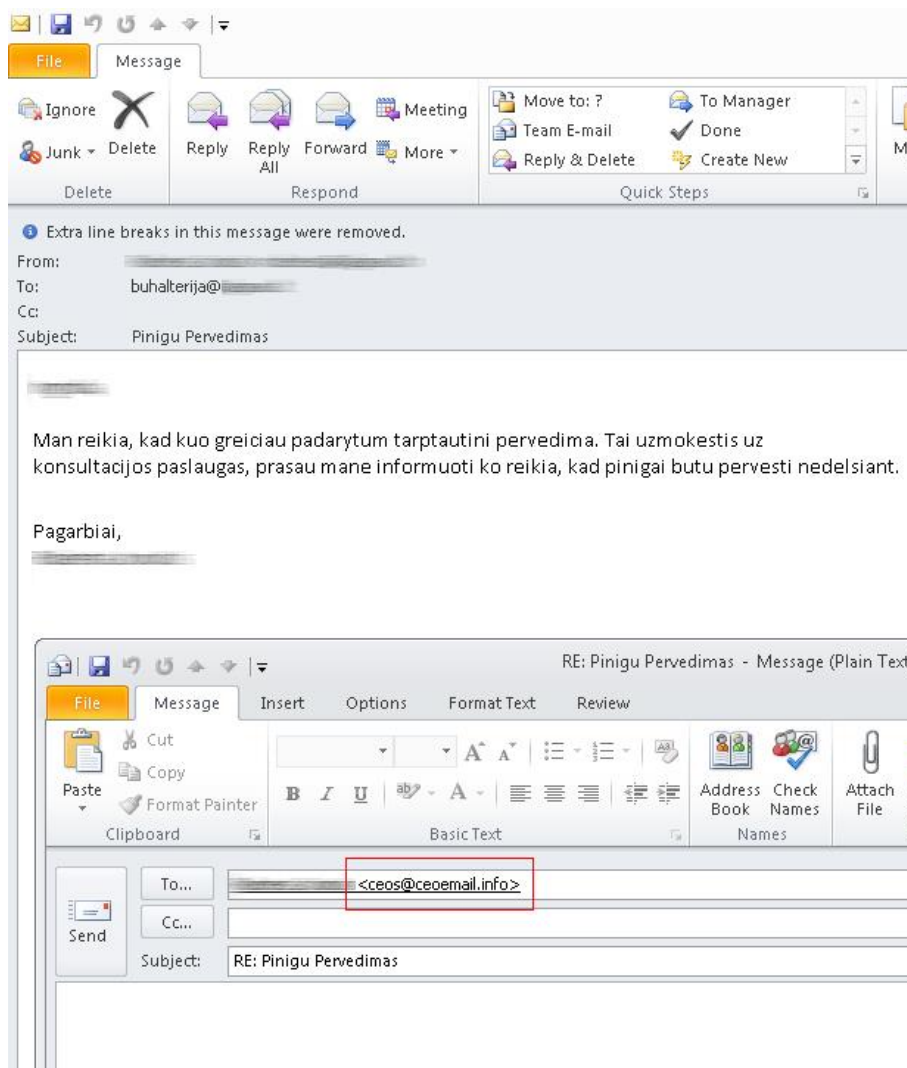 File Message
Ignore
Junk
Delete
Reply
Reply All
Forward
Meeting
More
Move to: ?
Team E-mail
Reply & Delete
To Manager
Done
Create New
M
Delete Respond Quick Steps
Extra line breaks in this message were removed.
From:
To: buhalterija@
Cc:
Subject: Pinigu Pervedimas
Man reikia, kad kuo greiciau padarytum tarptautini pervedima. Tai uzmokestis uz
konsultacijos paslaugas, prasau mane informuoti ko reikia, kad pinigai butu pervesti nedelsiant.
Pagarbiai,
RE: Pinigu Pervedimas - Message (Plain Text
File Message Insert Options Format Text Review
Paste
Cut
Copy
Format Painter
B I U
Address Book
Check Names
Attach File
Clipboard Basic Text Names
Send
To... <ceos@ceoemail.info>
Cc...
Subject: RE: Pinigu Pervedimas